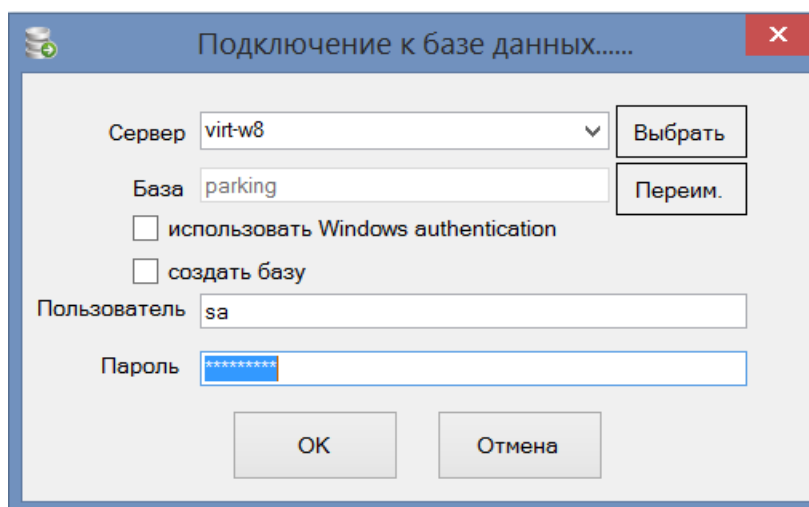 Подключение к базе данных......
Сервер virt-w8 Выбрать
База parking Переим.
использовать Windows authentication
создать базу
Пользователь sa
Пароль *********
OK Отмена